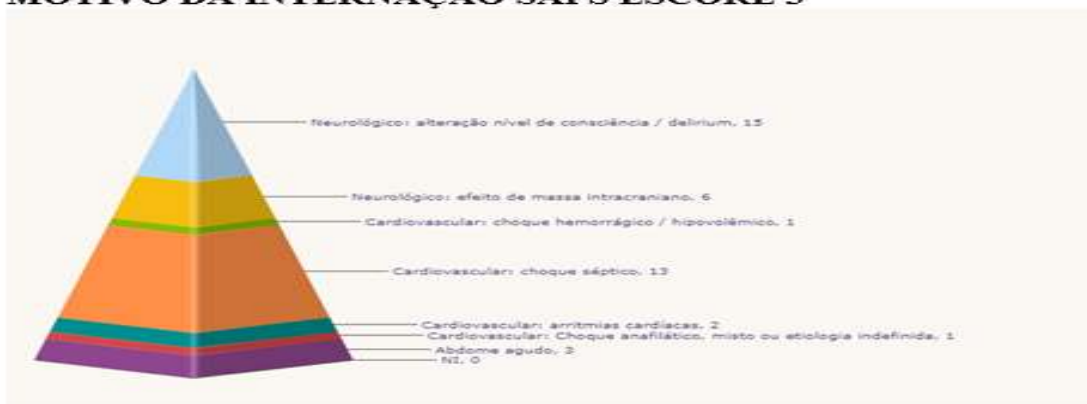 MOTIVO DA INTERNAÇÃO SAPS ESCORE 3
Neurológico: alteração nível de consciência / delirium, 15
Neurológico: efeito de massa intracraniano, 6
Cardiovascular: choque hemorrágico / hipovolêmico, 1
Cardiovascular: choque séptico, 13
Cardiovascular: arritmias cardíacas, 2
Cardiovascular: Choque anafilático, misto ou etiologia indefinida, 1
Abdome agudo, 3
NI, 0